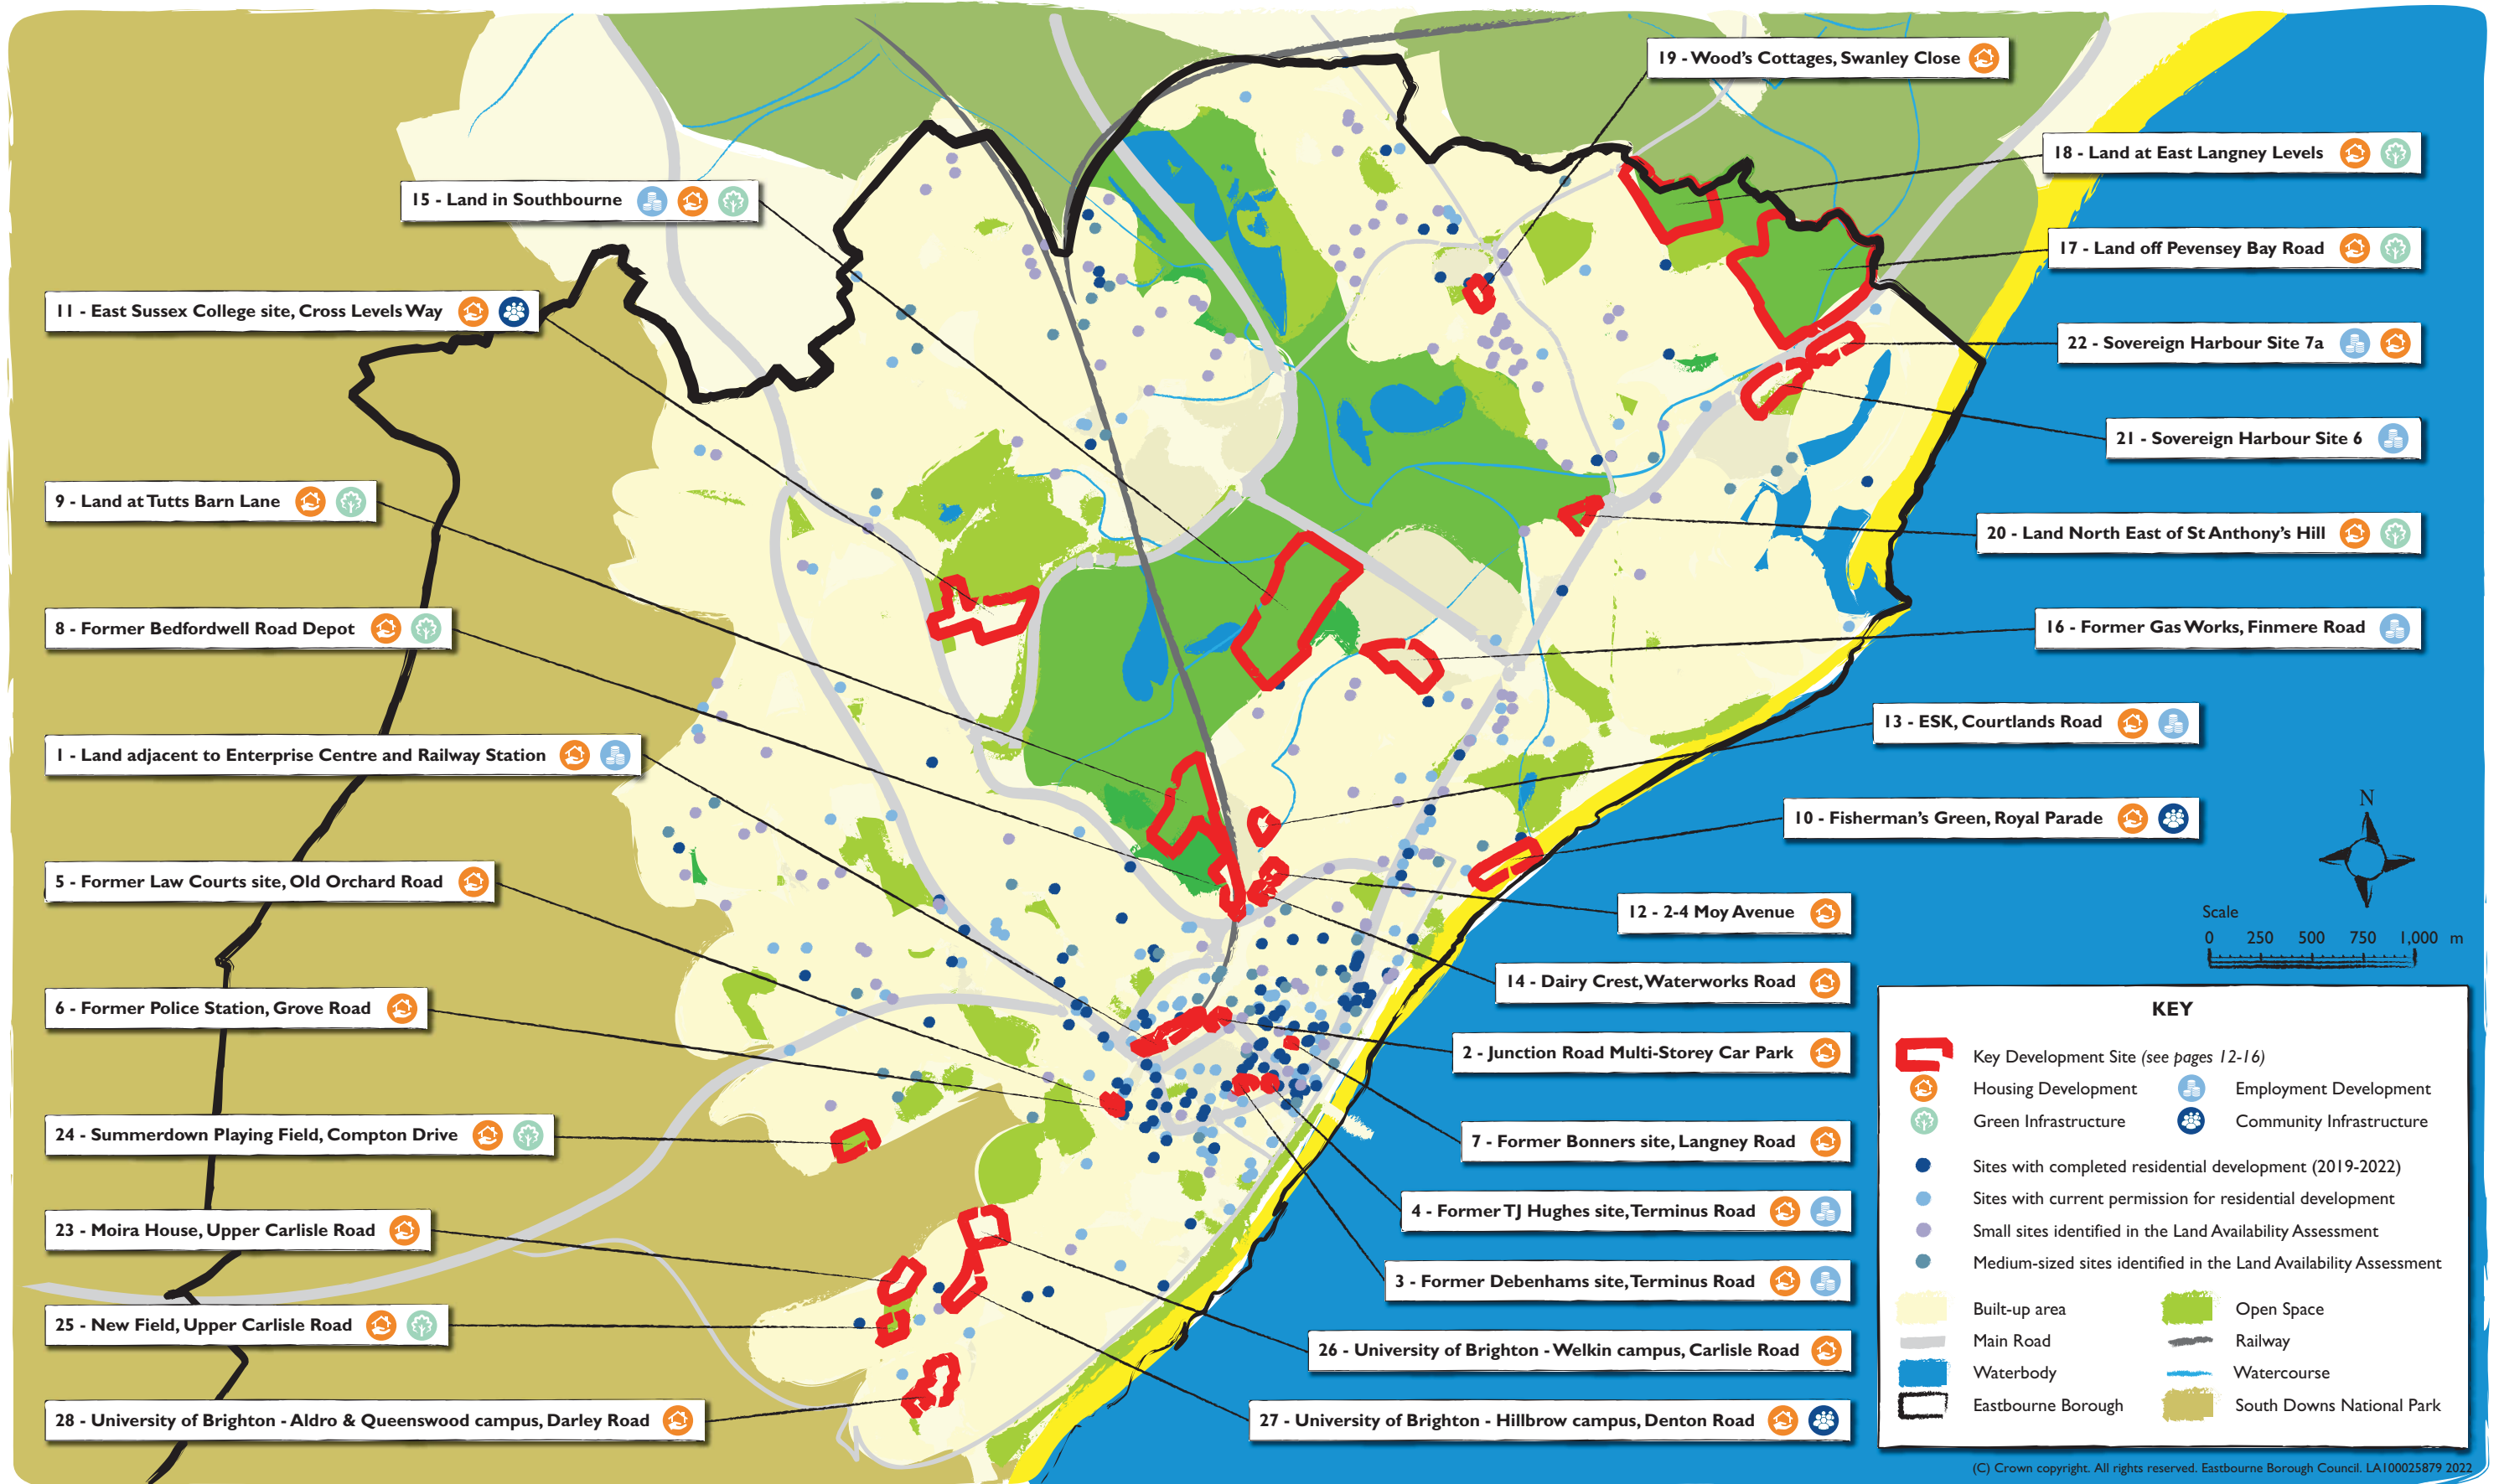 19 - Wood's Cottages, Swanley Close
18 - Land at East Langney Levels
15 - Land in Southbourne
17 - Land off Pevensey Bay Road
11 - East Sussex College site, Cross Levels Way
22 - Sovereign Harbour Site 7a
21 - Sovereign Harbour Site 6
9 - Land at Tutts Barn Lane
20 - Land North East of St Anthony's Hill
8 - Former Bedfordwell Road Depot
16 - Former Gas Works, Finmere Road
13 - ESK, Courtlands Road
1 - Land adjacent to Enterprise Centre and Railway Station
10 - Fisherman's Green, Royal Parade
5 - Former Law Courts site, Old Orchard Road
12 - 2-4 Moy Avenue
14 - Dairy Crest, Waterworks Road
6 - Former Police Station, Grove Road
2 - Junction Road Multi-Storey Car Park
24 - Summerdown Playing Field, Compton Drive
7 - Former Bonners site, Langney Road
4 - Former TJ Hughes site, Terminus Road
23 - Moira House, Upper Carlisle Road
3 - Former Debenhams site, Terminus Road
25 - New Field, Upper Carlisle Road
26 - University of Brighton - Welkin campus, Carlisle Road
28 - University of Brighton - Aldro & Queenswood campus, Darley Road
27 - University of Brighton - Hillbrow campus, Denton Road
N
Scale
0 250 500 750 1,000 m
KEY
Key Development Site (see pages 12-16)
Housing Development
Employment Development
Green Infrastructure
Community Infrastructure
Sites with completed residential development (2019-2022)
Sites with current permission for residential development
Small sites identified in the Land Availability Assessment
Medium-sized sites identified in the Land Availability Assessment
Built-up area
Open Space
Main Road
Railway
Waterbody
Watercourse
Eastbourne Borough
South Downs National Park
(C) Crown copyright. All rights reserved. Eastbourne Borough Council. LA100025879 2022